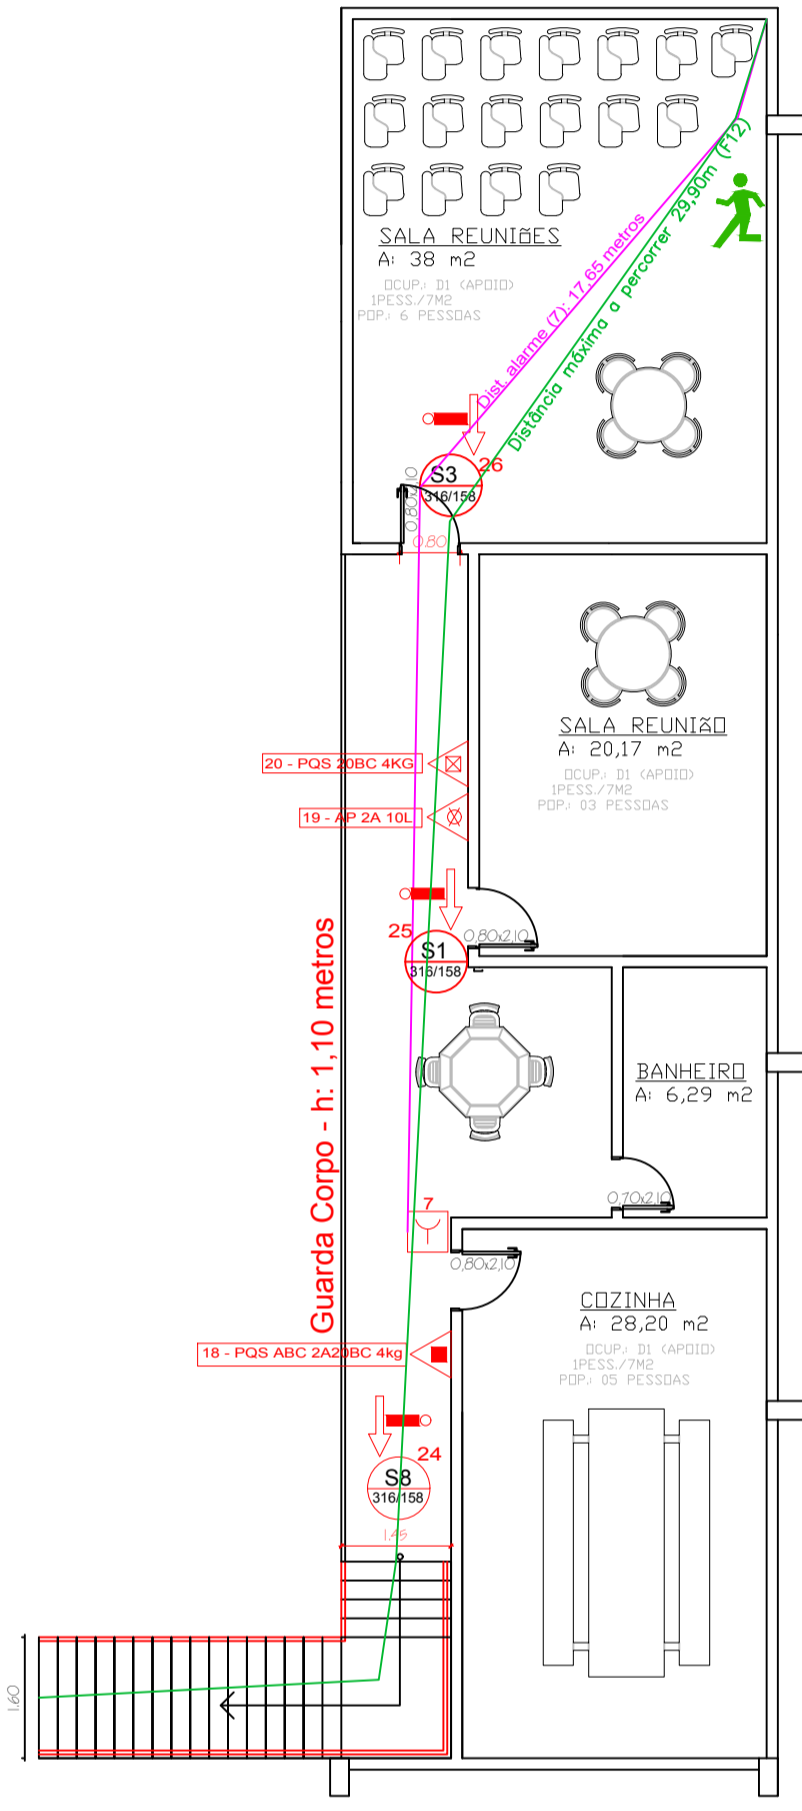 SALA REUNIÕES
A: 38 m2
OCUP.: D1 (APOIO)
1PESS./7M2
POP.: 6 PESSOAS
Dist. alarme (7): 17,65 metros
Distância máxima a percorrer 29,90m (F12)
26
S3
316/158
0,80x2,10
0.80
SALA REUNIÃO
A: 20,17 m2
OCUP.: D1 (APOIO)
1PESS./7M2
POP.: 03 PESSOAS
20 - PQS 20BC 4KG
19 - AP 2A 10L
25
S1
316/158
0,80x2,10
Guarda Corpo - h: 1,10 metros
BANHEIRO
A: 6,29 m2
0,70x2,10
7
0,80x2,10
COZINHA
A: 28,20 m2
OCUP.: D1 (APOIO)
1PESS./7M2
POP.: 05 PESSOAS
18 - PQS ABC 2A20BC 4kg
24
S8
316/158
1.45
1.60